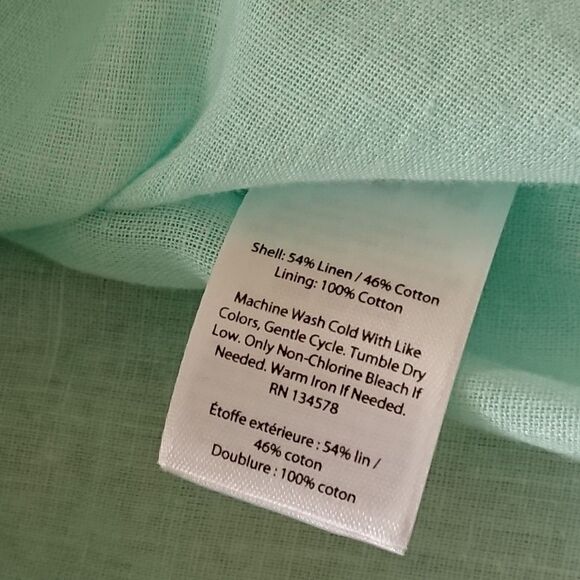 Shell: 54% Linen / 46% Cotton
Lining: 100% Cotton
Machine Wash Cold With Like
Colors, Gentle Cycle. Tumble Dry
Low. Only Non-Chlorine Bleach If
Needed. Warm Iron If Needed.
RN 134578
Étoffe extérieure : 54% lin /
46% coton
Doublure : 100% coton